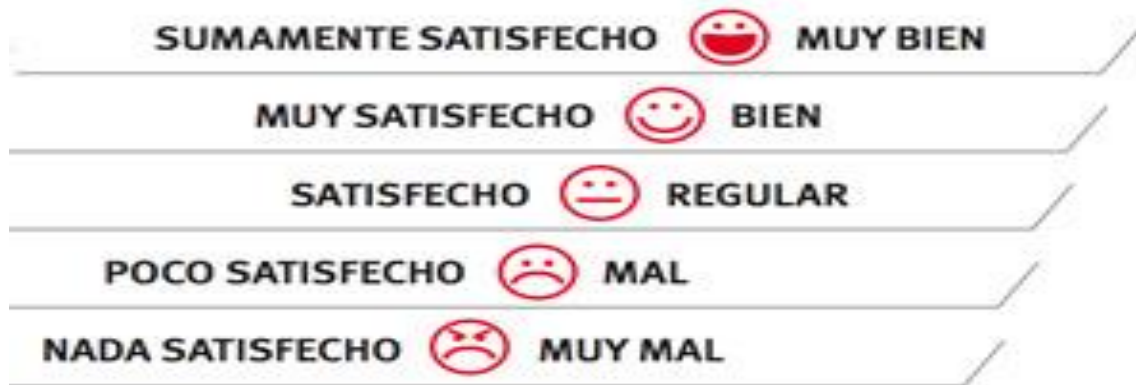 SUMAMENTE SATISFECHO MUY BIEN
MUY SATISFECHO BIEN
SATISFECHO REGULAR
POCO SATISFECHO MAL
NADA SATISFECHO MUY MAL